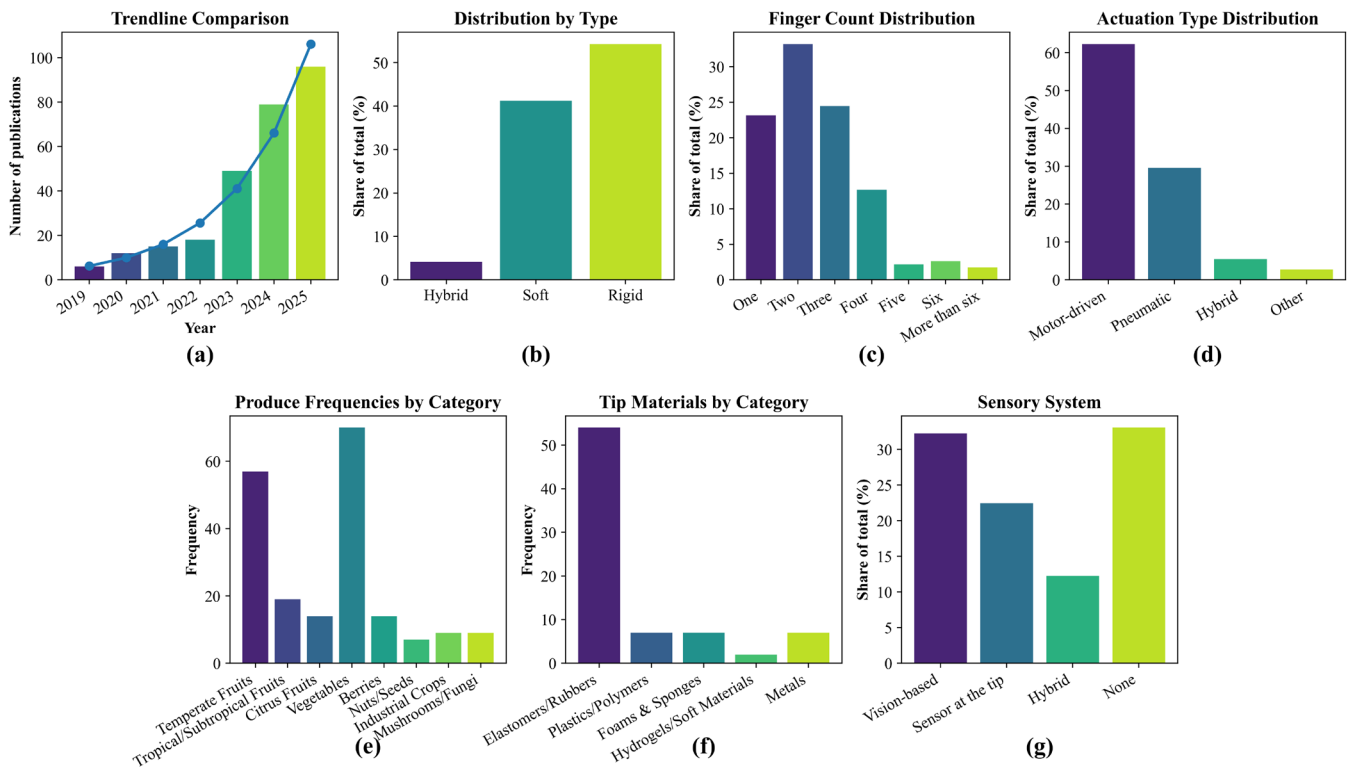 Trendline Comparison
Number of publications
100
80
60
40
20
0
2019
2020
2021
2022
2023
2024
2025
Year
(a)
Distribution by Type
Share of total (%)
50
40
30
20
10
0
Hybrid
Soft
Rigid
(b)
Finger Count Distribution
Share of total (%)
30
25
20
15
10
5
0
One
Two
Three
Four
Five
Six
More than six
(c)
Actuation Type Distribution
Share of total (%)
60
50
40
30
20
10
0
Motor-driven
Pneumatic
Hybrid
Other
(d)
Produce Frequencies by Category
Frequency
60
40
20
0
Temperate Fruits
Tropical/Subtropical Fruits
Citrus Fruits
Vegetables
Berries
Nuts/Seeds
Industrial Crops
Mushrooms/Fungi
(e)
Tip Materials by Category
Frequency
50
40
30
20
10
0
Elastomers/Rubbers
Plastics/Polymers
Foams & Sponges
Hydrogels/Soft Materials
Metals
(f)
Sensory System
Share of total (%)
30
25
20
15
10
5
0
Vision-based
Sensor at the tip
Hybrid
None
(g)